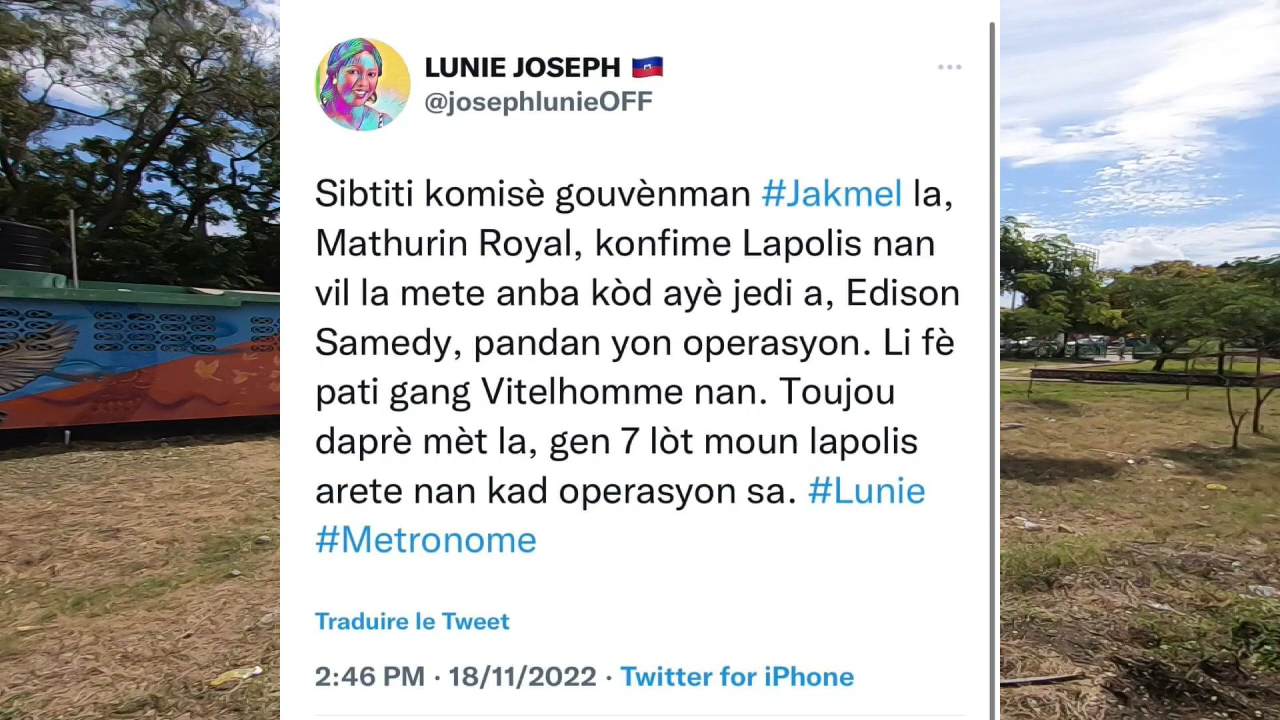 LUNIE JOSEPH 🇭🇹
@josephlunieOFF
Sibtiti komisè gouvènman #Jakmel la,
Mathurin Royal, konfime Lapolis nan
vil la mete anba kòd ayè jedi a, Edison
Samedy, pandan yon operasyon. Li fè
pati gang Vitelhomme nan. Toujou
daprè mèt la, gen 7 lòt moun lapolis
arete nan kad operasyon sa. #Lunie
#Metronome
Traduire le Tweet
2:46 PM · 18/11/2022 · Twitter for iPhone